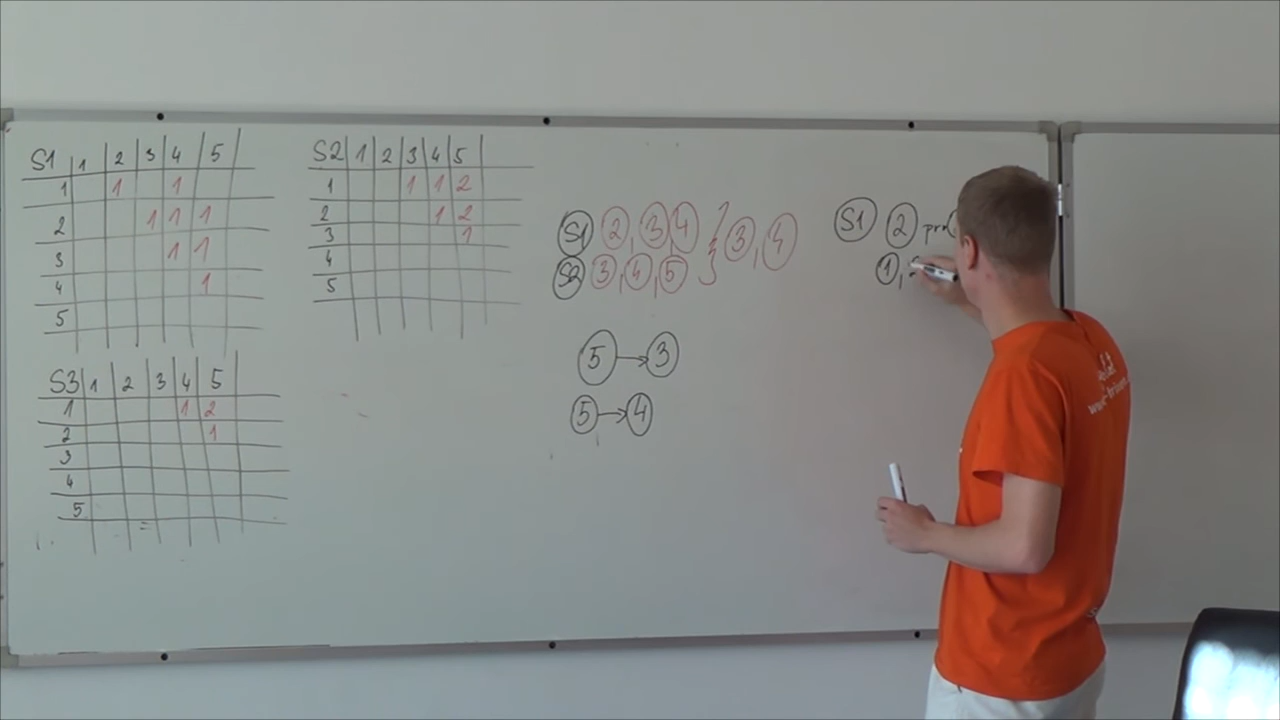 S1 1 2 3 4 5
1 1 1
2 1 1 1
3 1 1
4 1
5
S2 1 2 3 4 5
1 1 1 2
2 1 2
3 1
4
5
S3 1 2 3 4 5
1 1 2
2 1
3
4
5
S1 2, 3, 4 } 3, 4
S2 3, 4, 5
5 → 3
5 → 4
S1 2
1,